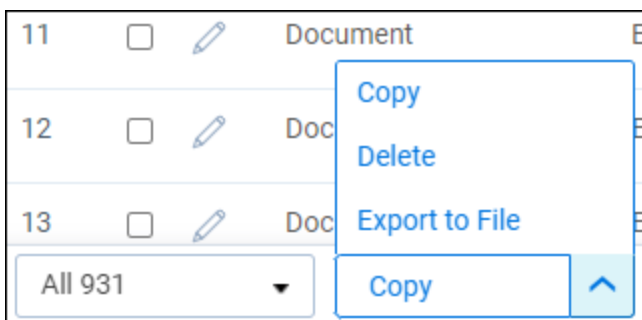 11 Document
Copy
12 Doc
Delete
13 Doc
Export to File
All 931
Copy